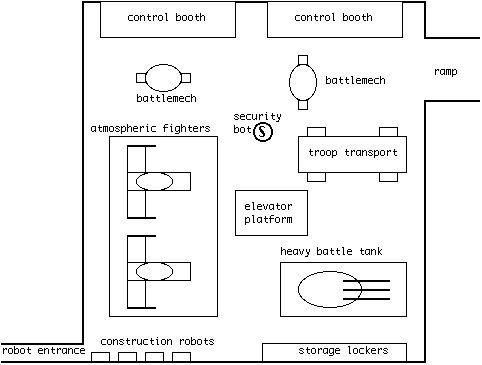 control booth
control booth
ramp
battlemech
battlemech
security
bot
S
atmospheric fighters
troop transport
elevator
platform
heavy battle tank
construction robots
robot entrance
storage lockers